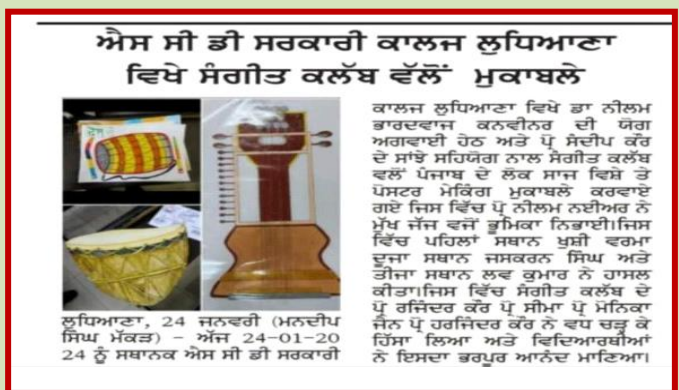 ਐਸ ਸੀ ਡੀ ਸਰਕਾਰੀ ਕਾਲਜ ਲੁਧਿਆਣਾ
ਵਿਖੇ ਸੰਗੀਤ ਕਲੱਬ ਵੱਲੋਂ ਮੁਕਾਬਲੇ
ਲੁਧਿਆਣਾ, 24 ਜਨਵਰੀ (ਮਨਦੀਪ
ਸਿੰਘ ਮੱਕੜ) - ਅੱਜ 24-01-20
24 ਨੂੰ ਸਥਾਨਕ ਐਸ ਸੀ ਡੀ ਸਰਕਾਰੀ
ਕਾਲਜ ਲੁਧਿਆਣਾ ਵਿਖੇ ਡਾ ਨੀਲਮ
ਭਾਰਦਵਾਜ ਕਨਵੀਨਰ ਦੀ ਯੋਗ
ਅਗਵਾਈ ਹੇਠ ਅਤੇ ਪ੍ਰੋ ਸੰਦੀਪ ਕੌਰ
ਦੇ ਸਾਂਝੇ ਸਹਿਯੋਗ ਨਾਲ ਸੰਗੀਤ ਕਲੱਬ
ਵਲੋਂ ਪੰਜਾਬ ਦੇ ਲੋਕ ਸਾਜ ਵਿਸ਼ੇ ਤੇ
ਪੋਸਟਰ ਮੇਕਿੰਗ ਮੁਕਾਬਲੇ ਕਰਵਾਏ
ਗਏ ਜਿਸ ਵਿੱਚ ਪ੍ਰੋ ਨੀਲਮ ਨਈਅਰ ਨੇ
ਮੁੱਖ ਜੱਜ ਵਜੋਂ ਭੂਮਿਕਾ ਨਿਭਾਈ।ਜਿਸ
ਵਿੱਚ ਪਹਿਲਾਂ ਸਥਾਨ ਖੁਸ਼ੀ ਵਰਮਾ
ਦੂਜਾ ਸਥਾਨ ਜਸਕਰਨ ਸਿੰਘ ਅਤੇ
ਤੀਜਾ ਸਥਾਨ ਲਵ ਕੁਮਾਰ ਨੇ ਹਾਸਲ
ਕੀਤਾ।ਜਿਸ ਵਿੱਚ ਸੰਗੀਤ ਕਲੱਬ ਦੇ
ਪ੍ਰੋ ਰਜਿੰਦਰ ਕੌਰ ਪ੍ਰੋ ਸੀਮਾ ਪ੍ਰੋ ਮੋਨਿਕਾ
ਜੈਨ ਪ੍ਰੋ ਹਰਜਿੰਦਰ ਕੌਰ ਨੇ ਵਧ ਚੜ੍ਹ ਕੇ
ਹਿੱਸਾ ਲਿਆ ਅਤੇ ਵਿਦਿਆਰਥੀਆਂ
ਨੇ ਇਸਦਾ ਭਰਪੂਰ ਆਨੰਦ ਮਾਣਿਆ।